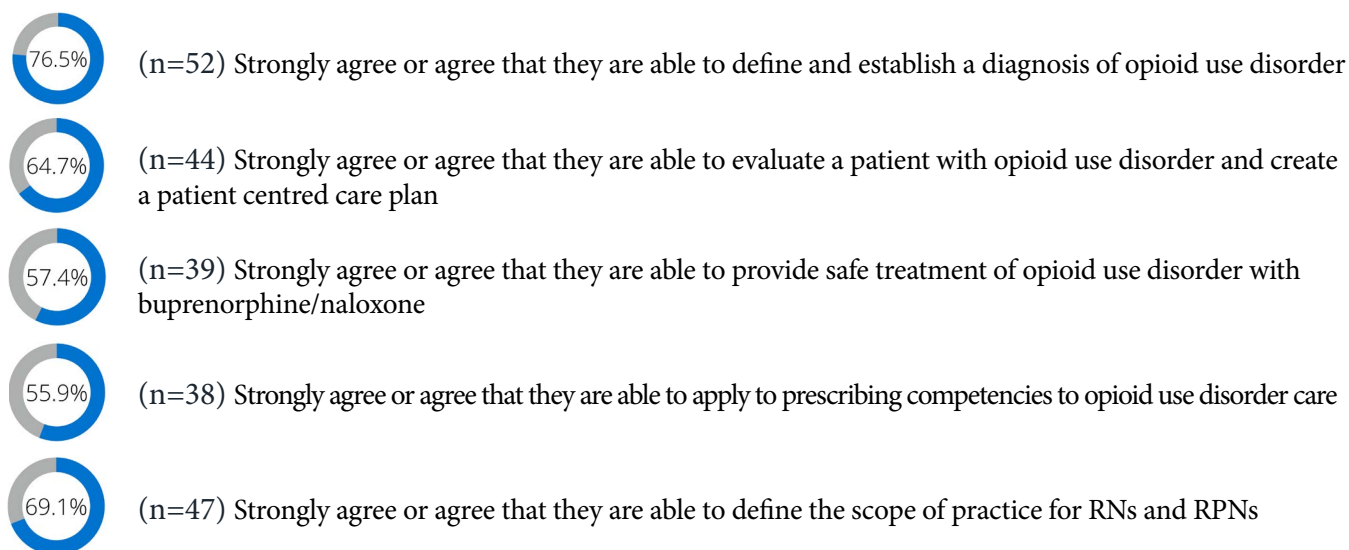 76.5%
(n=52) Strongly agree or agree that they are able to define and establish a diagnosis of opioid use disorder
64.7%
(n=44) Strongly agree or agree that they are able to evaluate a patient with opioid use disorder and create
a patient centred care plan
57.4%
(n=39) Strongly agree or agree that they are able to provide safe treatment of opioid use disorder with
buprenorphine/naloxone
55.9%
(n=38) Strongly agree or agree that they are able to apply to prescribing competencies to opioid use disorder care
69.1%
(n=47) Strongly agree or agree that they are able to define the scope of practice for RNs and RPNs